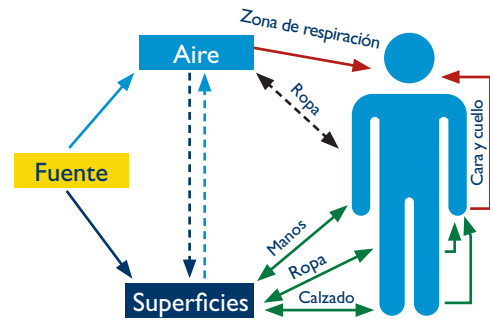 Zona de respiración
Aire
Ropa
Cara y cuello
Fuente
Manos
Ropa
Superficies
Calzado